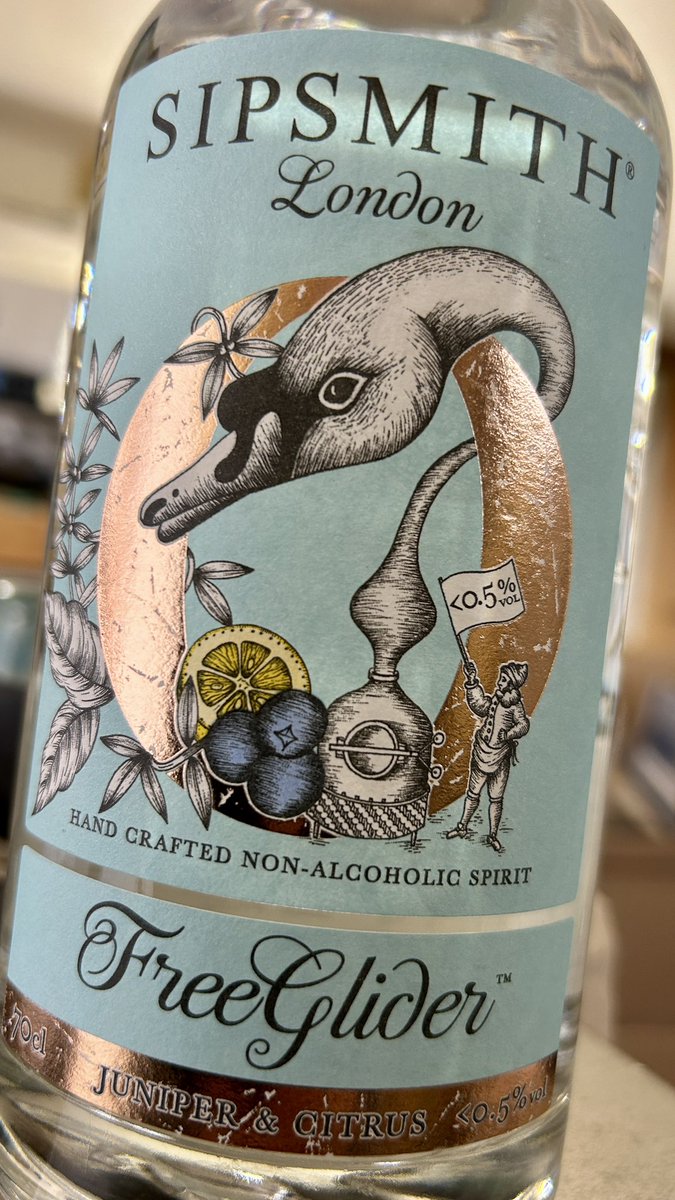 SIPSMITH®
London
<0.5%
VOL
HAND CRAFTED NON-ALCOHOLIC SPIRIT
FreeGlider™
70cl JUNIPER & CITRUS <0.5% VOL